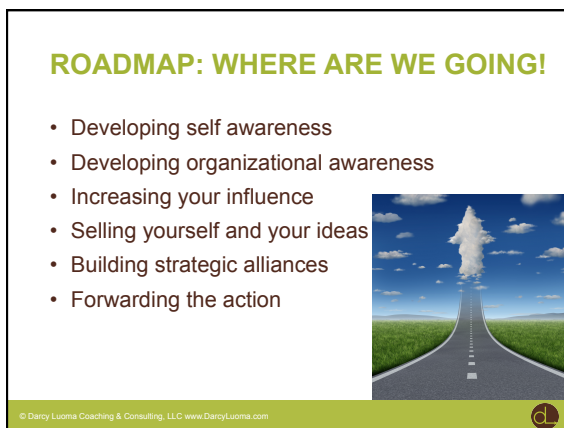 ROADMAP: WHERE ARE WE GOING!
• Developing self awareness
• Developing organizational awareness
• Increasing your influence
• Selling yourself and your ideas
• Building strategic alliances
• Forwarding the action
© Darcy Luoma Coaching & Consulting, LLC www.DarcyLuoma.com
dL